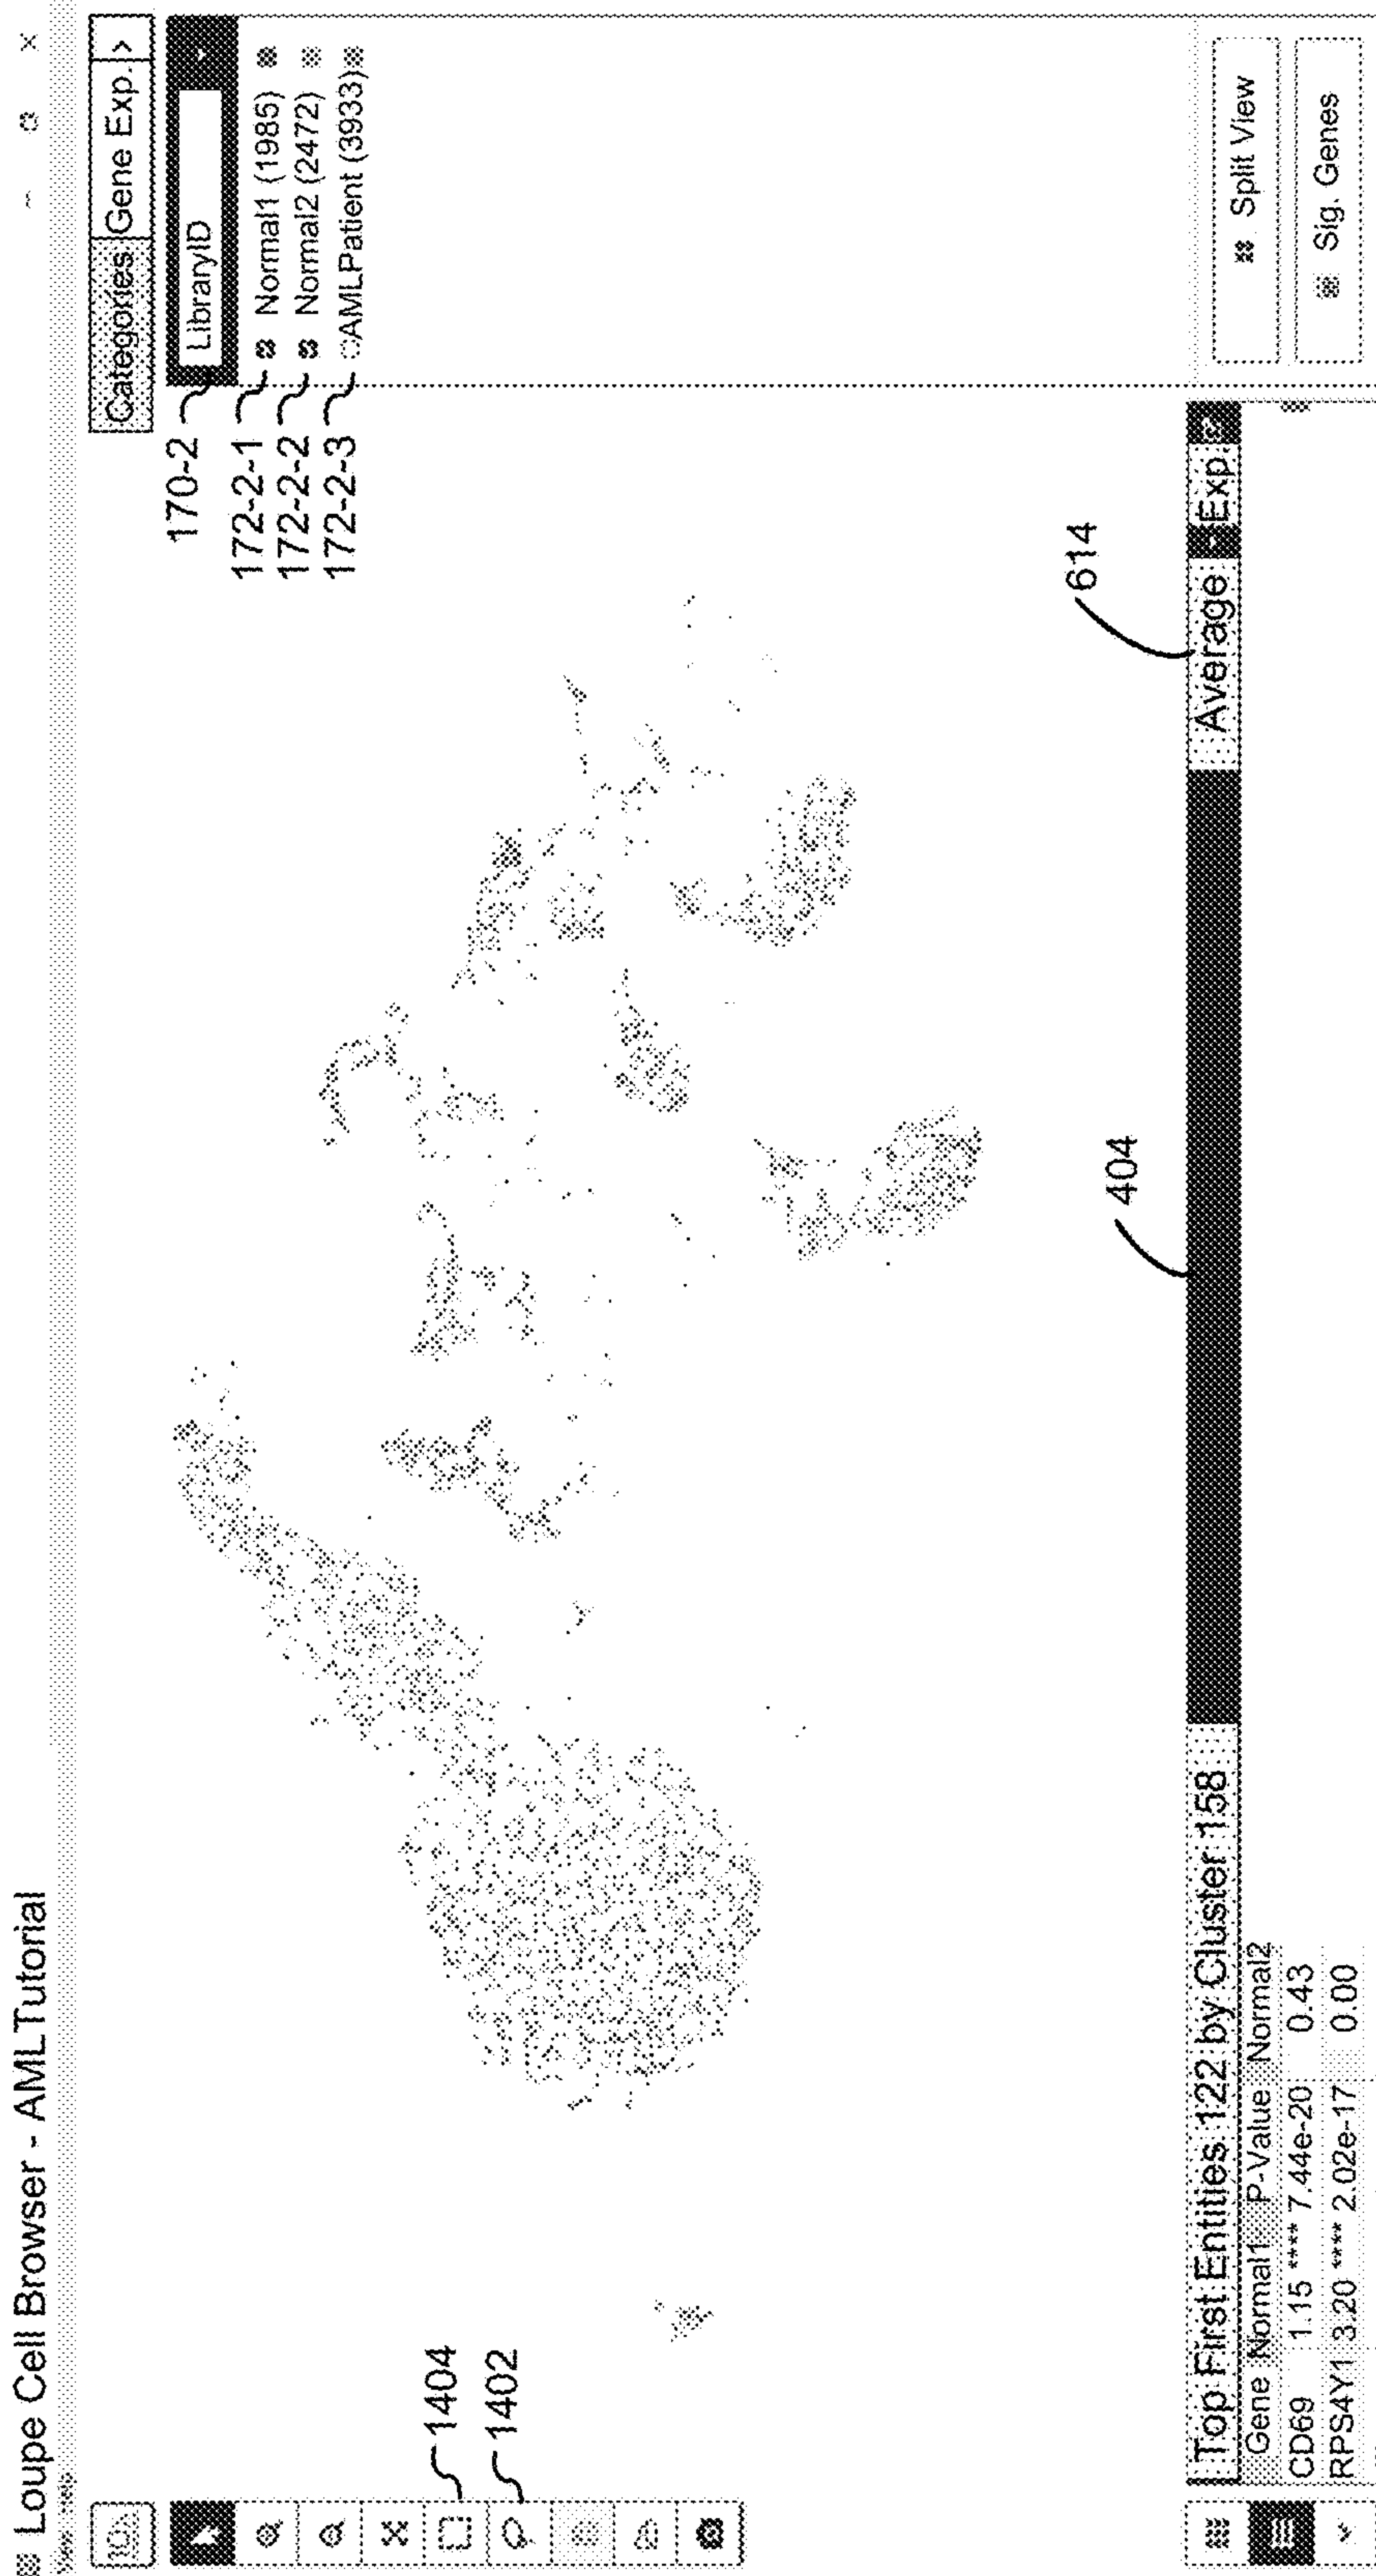 Loupe Cell Browser - AMLTutorial
Categories Gene Exp. >
170-2
LibraryID
172-2-1
Normal1 (1985)
172-2-2
Normal2 (2472)
172-2-3
AMLPatient (3933)
1404
1402
614
404
Split View
Sig. Genes
Top First Entities 122 by Cluster 158
Average Exp.
Gene Normal1 P-Value Normal2
CD69 1.15 **** 7.44e-20 0.43
RPS4Y1 3.20 **** 2.02e-17 0.00